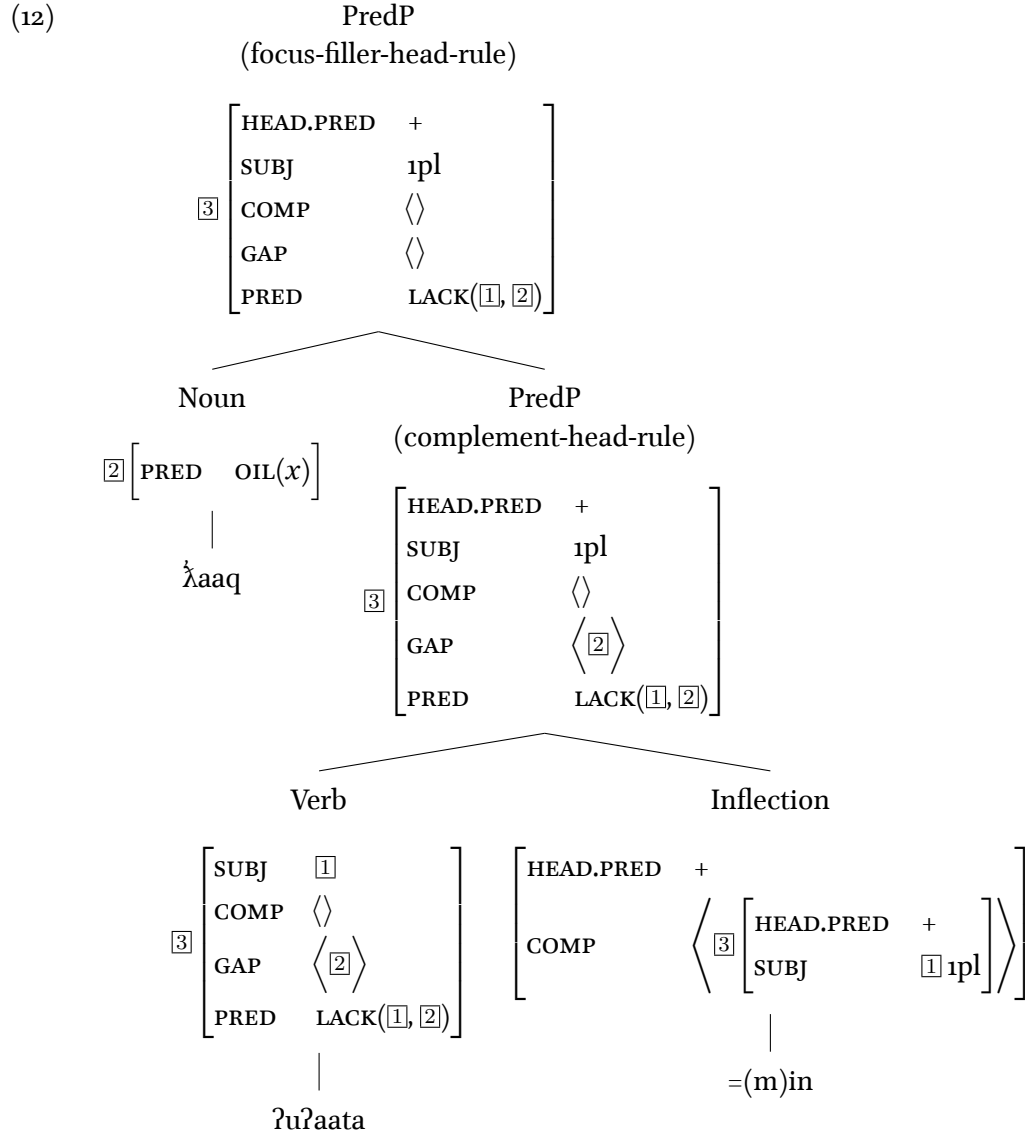 (12)
PredP
(focus-filler-head-rule)
HEAD.PRED +
SUBJ 1pl
3 COMP ⟨⟩
GAP ⟨⟩
PRED LACK(1, 2)
Noun PredP
(complement-head-rule)
2 [PRED OIL(x)]
HEAD.PRED +
SUBJ 1pl
ƛ̓aaq
3 COMP ⟨⟩
GAP ⟨2⟩
PRED LACK(1, 2)
Verb Inflection
SUBJ 1
COMP ⟨⟩
3 GAP ⟨2⟩
PRED LACK(1, 2)
HEAD.PRED +
COMP ⟨3 [HEAD.PRED +
SUBJ 1 1pl]⟩
=(m)in
ʔuʔaata